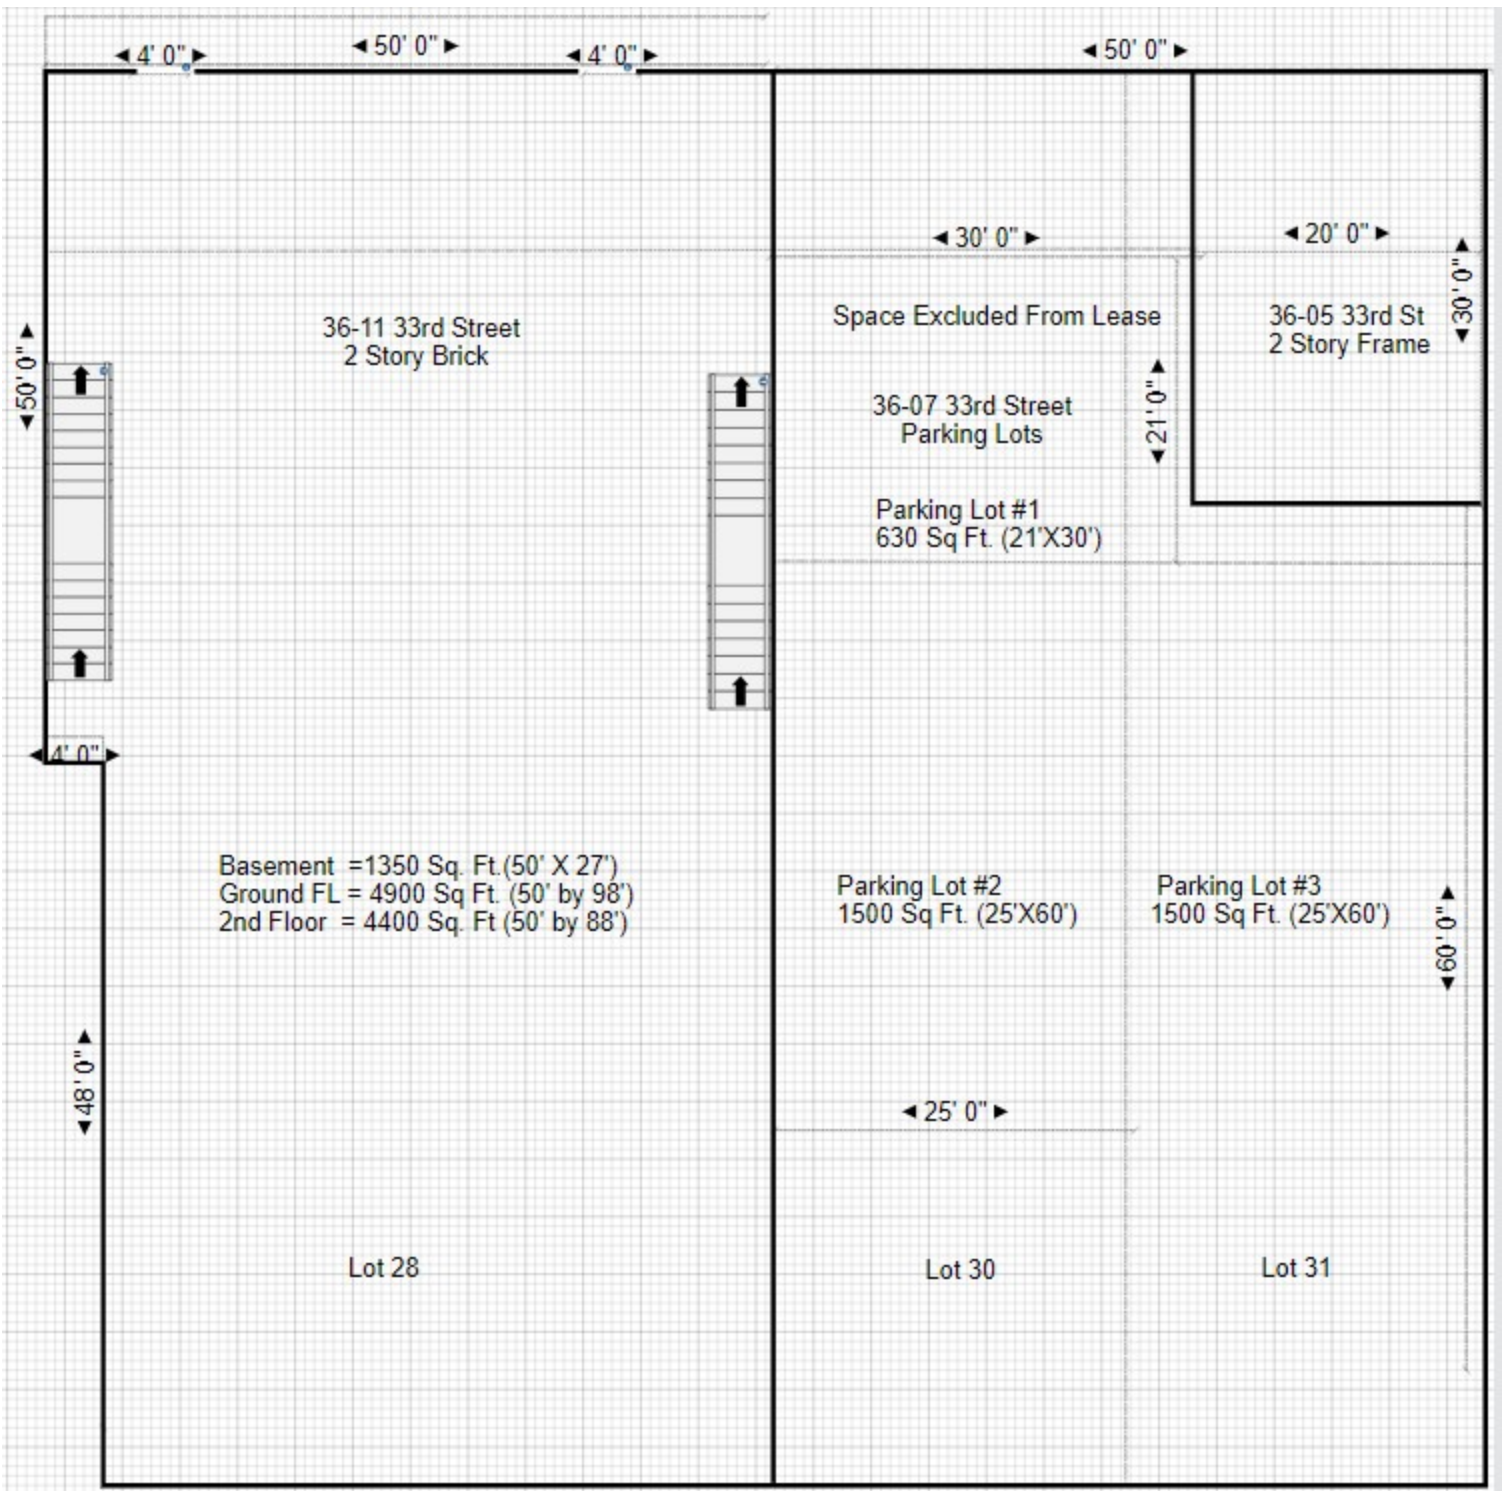 4' 0"
50' 0"
4' 0"
50' 0"
30' 0"
20' 0"
30' 0"
Space Excluded From Lease
36-05 33rd St
2 Story Frame
36-11 33rd Street
2 Story Brick
50' 0"
21' 0"
36-07 33rd Street
Parking Lots
Parking Lot #1
630 Sq Ft. (21'X30')
4' 0"
Basement =1350 Sq. Ft.(50' X 27')
Ground FL = 4900 Sq Ft. (50' by 98')
2nd Floor = 4400 Sq. Ft (50' by 88')
Parking Lot #2
1500 Sq Ft. (25'X60')
Parking Lot #3
1500 Sq Ft. (25'X60')
60' 0"
48' 0"
25' 0"
Lot 28
Lot 30
Lot 31